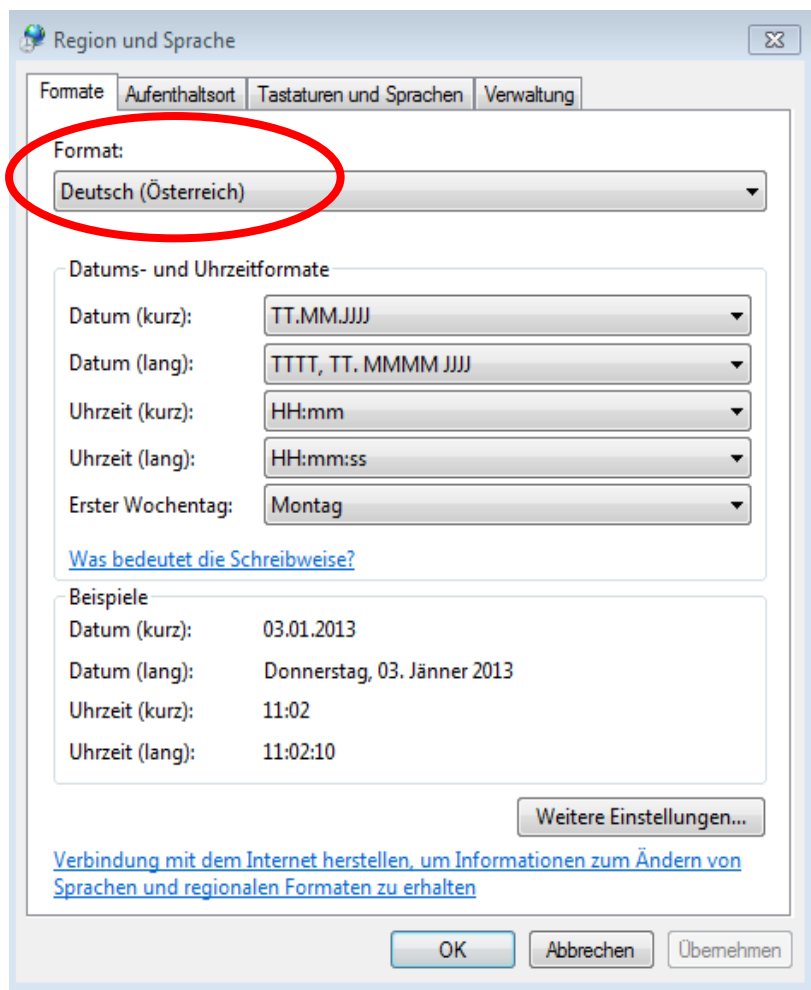 Region und Sprache
Formate Aufenthaltsort Tastaturen und Sprachen Verwaltung
Format:
Deutsch (Österreich)
Datums- und Uhrzeitformate
Datum (kurz): TT.MM.JJJJ
Datum (lang): TTTT, TT. MMMM JJJJ
Uhrzeit (kurz): HH:mm
Uhrzeit (lang): HH:mm:ss
Erster Wochentag: Montag
Was bedeutet die Schreibweise?
Beispiele
Datum (kurz): 03.01.2013
Datum (lang): Donnerstag, 03. Jänner 2013
Uhrzeit (kurz): 11:02
Uhrzeit (lang): 11:02:10
Weitere Einstellungen...
Verbindung mit dem Internet herstellen, um Informationen zum Ändern von
Sprachen und regionalen Formaten zu erhalten
OK Abbrechen Übernehmen